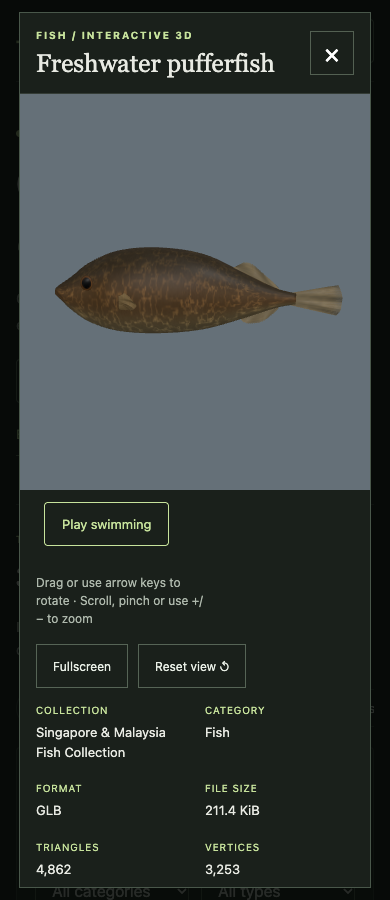 FISH / INTERACTIVE 3D
Freshwater pufferfish
×
Play swimming
Drag or use arrow keys to
rotate · Scroll, pinch or use +/
− to zoom
Fullscreen
Reset view ↺
COLLECTION
Singapore & Malaysia
Fish Collection
CATEGORY
Fish
FORMAT
GLB
FILE SIZE
211.4 KiB
TRIANGLES
4,862
VERTICES
3,253
All categories
All types